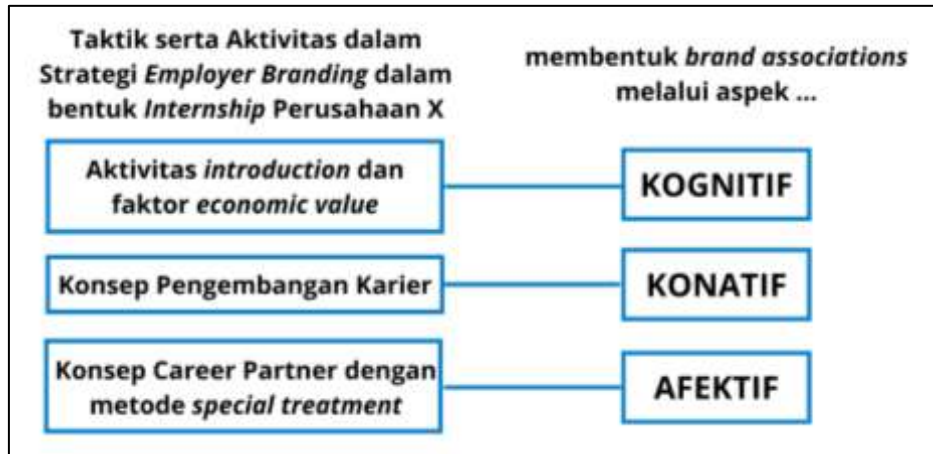 Taktik serta Aktivitas dalam
Strategi Employer Branding dalam
bentuk Internship Perusahaan X
membentuk brand associations
melalui aspek ...
Aktivitas introduction dan
faktor economic value
KOGNITIF
Konsep Pengembangan Karier
KONATIF
Konsep Career Partner dengan
metode special treatment
AFEKTIF